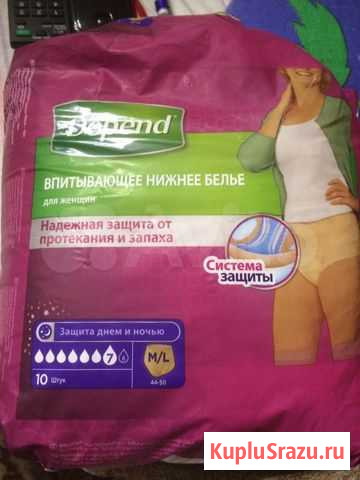 Depend
ВПИТЫВАЮЩЕЕ НИЖНЕЕ БЕЛЬЕ
для женщин
Надежная защита от
протекания и запаха
Система
защиты
Защита днем и ночью
7
M/L
10 Штук
44-50
KupluSrazu.ru